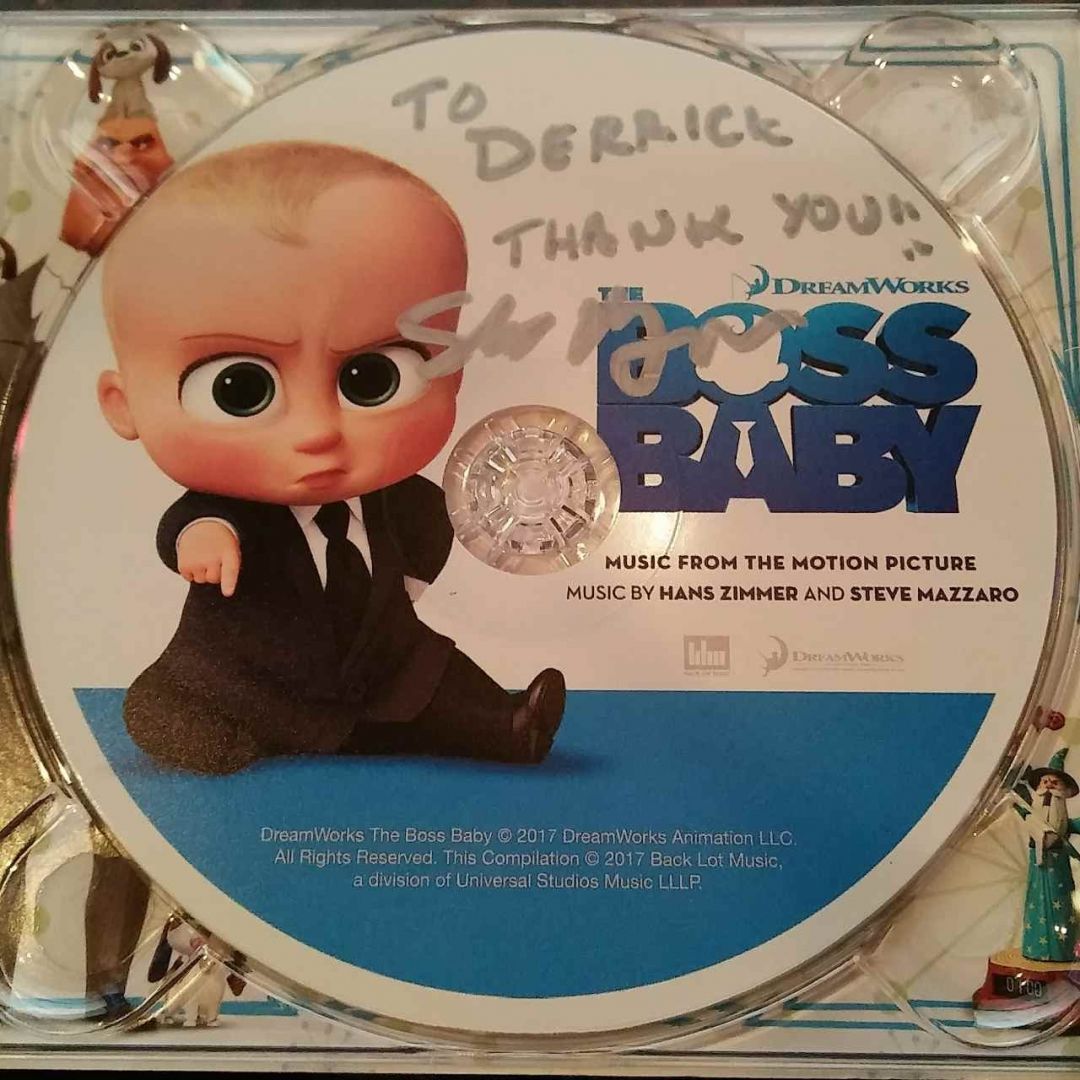 TO
DERRICK
THANK YOU!!
DREAMWORKS
THE
BOSS
BABY
MUSIC FROM THE MOTION PICTURE
MUSIC BY HANS ZIMMER AND STEVE MAZZARO
DREAMWORKS
DreamWorks The Boss Baby © 2017 DreamWorks Animation LLC.
All Rights Reserved. This Compilation © 2017 Back Lot Music,
a division of Universal Studios Music LLLP.